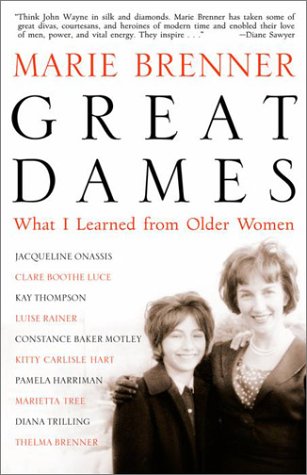 "Think John Wayne in silk and diamonds. Marie Brenner has taken some of
great divas, courtesans, and heroines of modern time and enobled their love
of men, power, and vital energy. They inspire . . ." —Diane Sawyer
MARIE BRENNER
GREAT
DAMES
What I Learned from Older Women
JACQUELINE ONASSIS
CLARE BOOTHE LUCE
KAY THOMPSON
LUISE RAINER
CONSTANCE BAKER MOTLEY
KITTY CARLISLE HART
PAMELA HARRIMAN
MARIETTA TREE
DIANA TRILLING
THELMA BRENNER